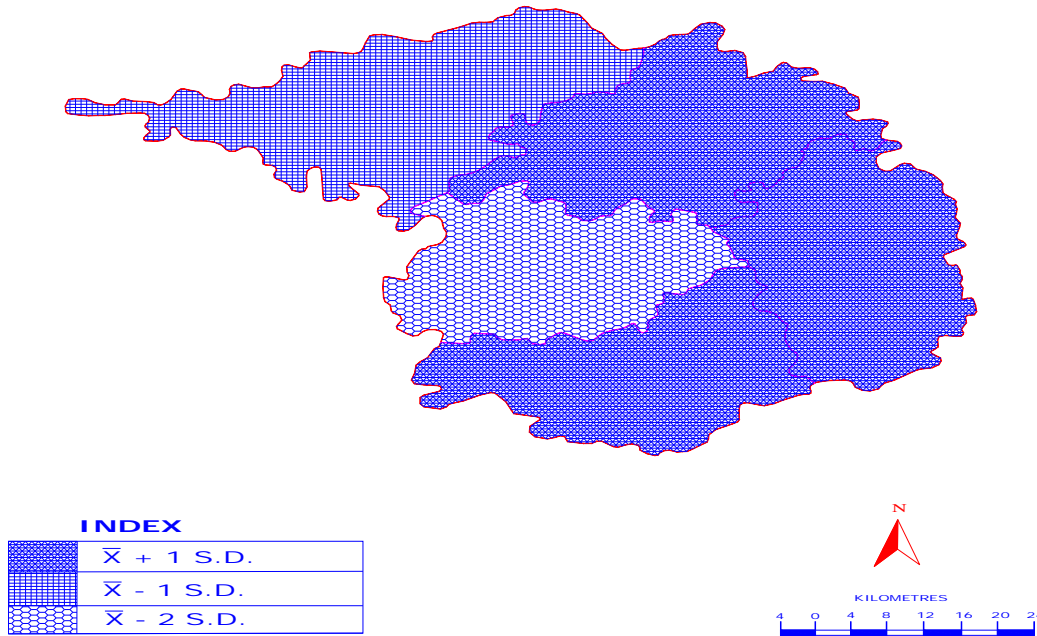 INDEX
X̅ + 1 S.D.
X̅ - 1 S.D.
X̅ - 2 S.D.
N
KILOMETRES
4 0 4 8 12 16 20